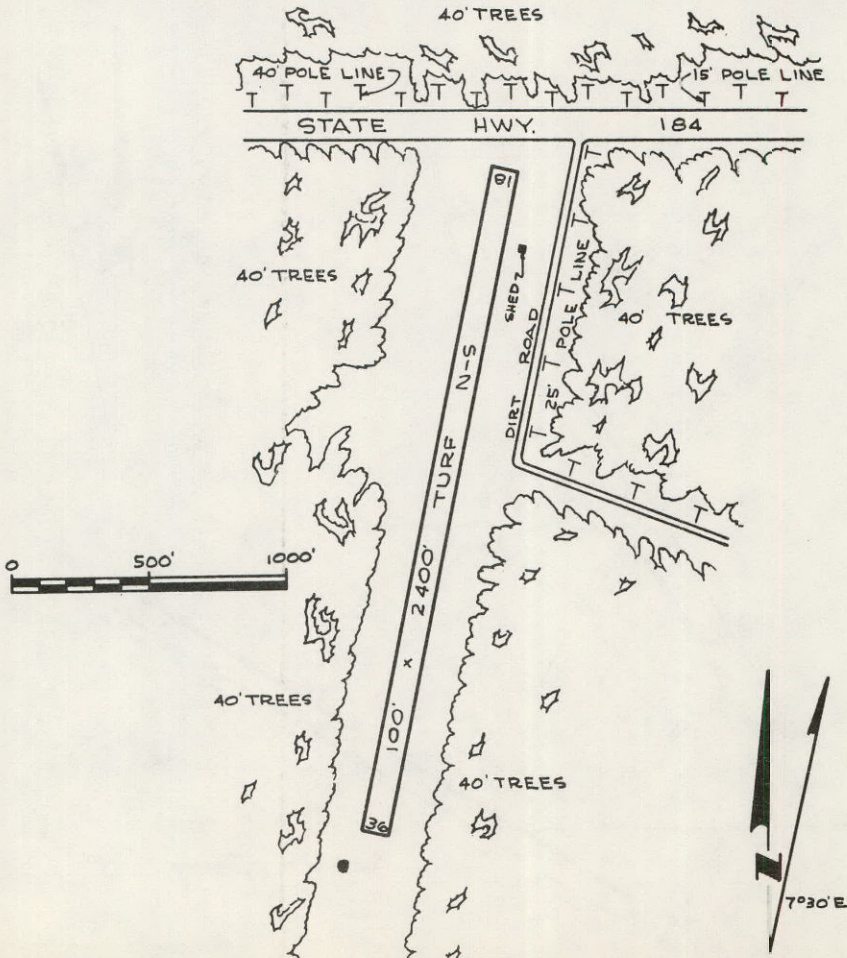 40' TREES
40' POLE LINE
15' POLE LINE
STATE HWY. 184
18
SHED
40' TREES
DIRT ROAD
25' POLE LINE
40' TREES
100' x 2400' TURF N-S
0 500' 1000'
40' TREES
40' TREES
36
N
7°30'E